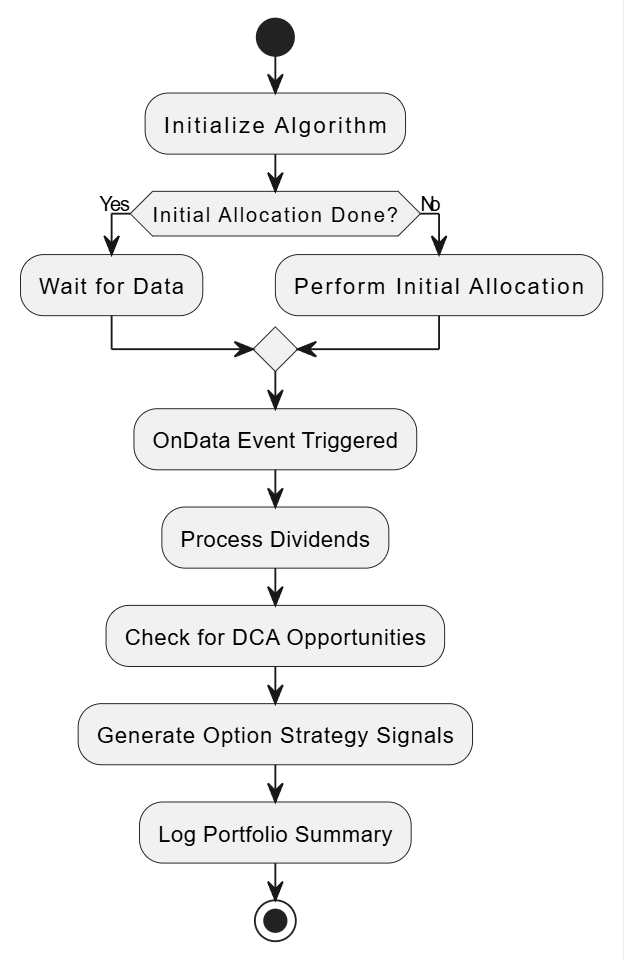 Initialize Algorithm
Yes
Initial Allocation Done?
No
Wait for Data
Perform Initial Allocation
OnData Event Triggered
Process Dividends
Check for DCA Opportunities
Generate Option Strategy Signals
Log Portfolio Summary